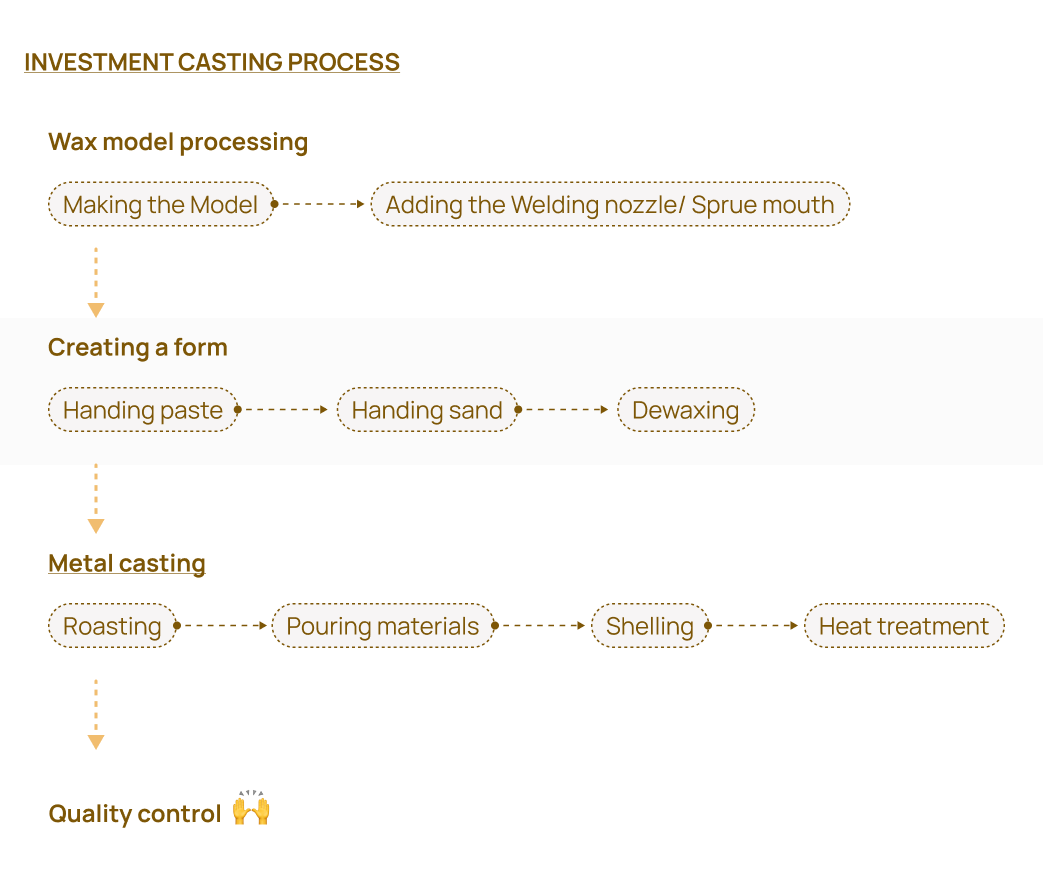 INVESTMENT CASTING PROCESS
Wax model processing
Making the Model
Adding the Welding nozzle/ Sprue mouth
Creating a form
Handing paste
Handing sand
Dewaxing
Metal casting
Roasting
Pouring materials
Shelling
Heat treatment
Quality control 🙌